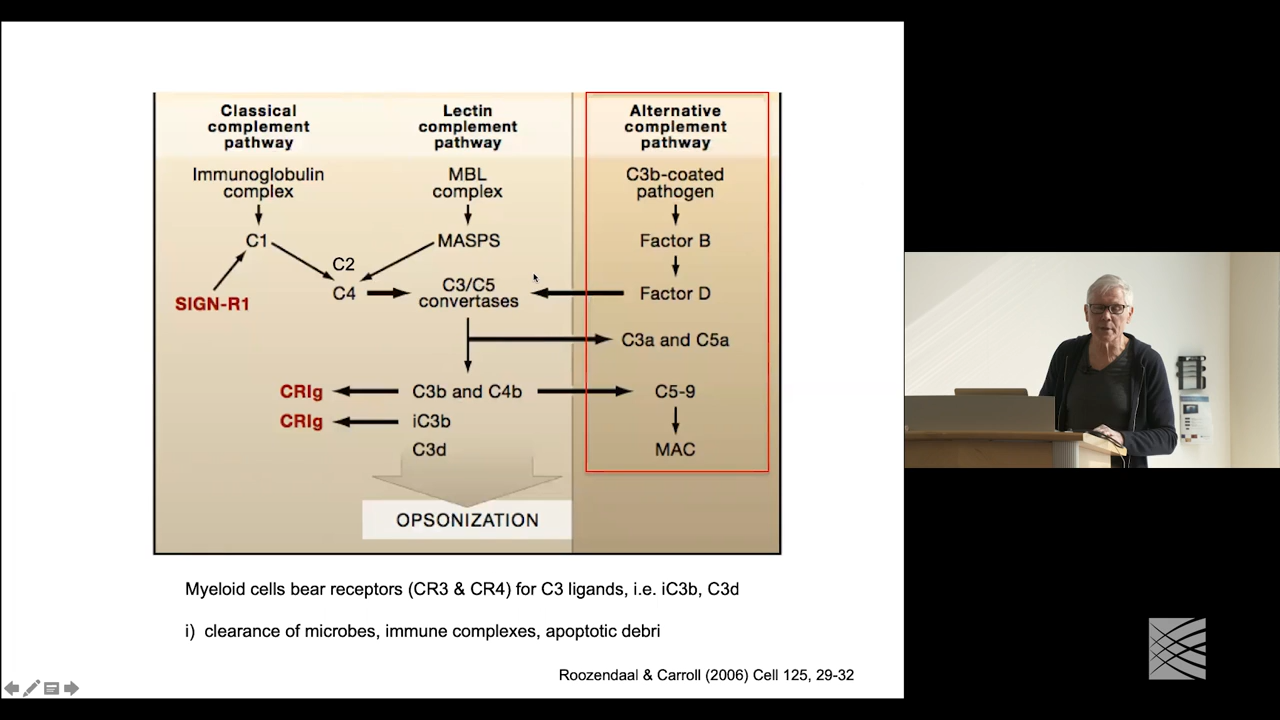 Classical
complement
pathway
Lectin
complement
pathway
Alternative
complement
pathway
Immunoglobulin
complex
MBL
complex
C3b-coated
pathogen
C1
MASPS
Factor B
C2
C4
SIGN-R1
C3/C5
convertases
Factor D
C3a and C5a
CRIg
C3b and C4b
C5-9
CRIg
iC3b
C3d
MAC
OPSONIZATION
Myeloid cells bear receptors (CR3 & CR4) for C3 ligands, i.e. iC3b, C3d
i) clearance of microbes, immune complexes, apoptotic debri
Roozendaal & Carroll (2006) Cell 125, 29-32